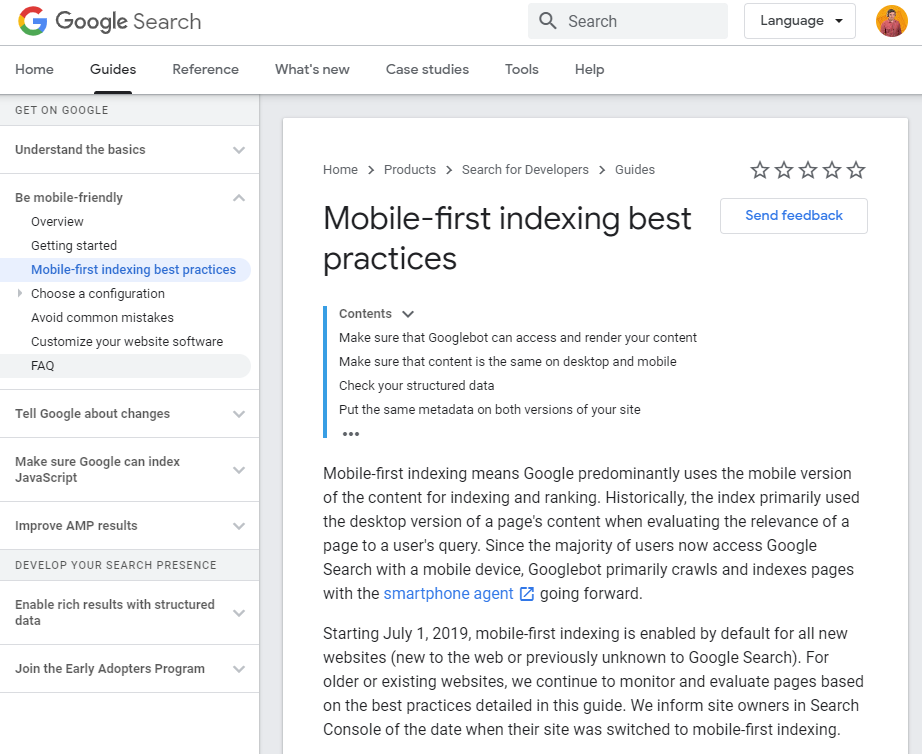 Google Search
Search
Language
Home
Guides
Reference
What's new
Case studies
Tools
Help
GET ON GOOGLE
Understand the basics
Be mobile-friendly
Overview
Getting started
Mobile-first indexing best practices
Choose a configuration
Avoid common mistakes
Customize your website software
FAQ
Tell Google about changes
Make sure Google can index
JavaScript
Improve AMP results
DEVELOP YOUR SEARCH PRESENCE
Enable rich results with structured
data
Join the Early Adopters Program
Home > Products > Search for Developers > Guides
Mobile-first indexing best
practices
Send feedback
Contents
Make sure that Googlebot can access and render your content
Make sure that content is the same on desktop and mobile
Check your structured data
Put the same metadata on both versions of your site
•••
Mobile-first indexing means Google predominantly uses the mobile version
of the content for indexing and ranking. Historically, the index primarily used
the desktop version of a page's content when evaluating the relevance of a
page to a user's query. Since the majority of users now access Google
Search with a mobile device, Googlebot primarily crawls and indexes pages
with the smartphone agent going forward.
Starting July 1, 2019, mobile-first indexing is enabled by default for all new
websites (new to the web or previously unknown to Google Search). For
older or existing websites, we continue to monitor and evaluate pages based
on the best practices detailed in this guide. We inform site owners in Search
Console of the date when their site was switched to mobile-first indexing.